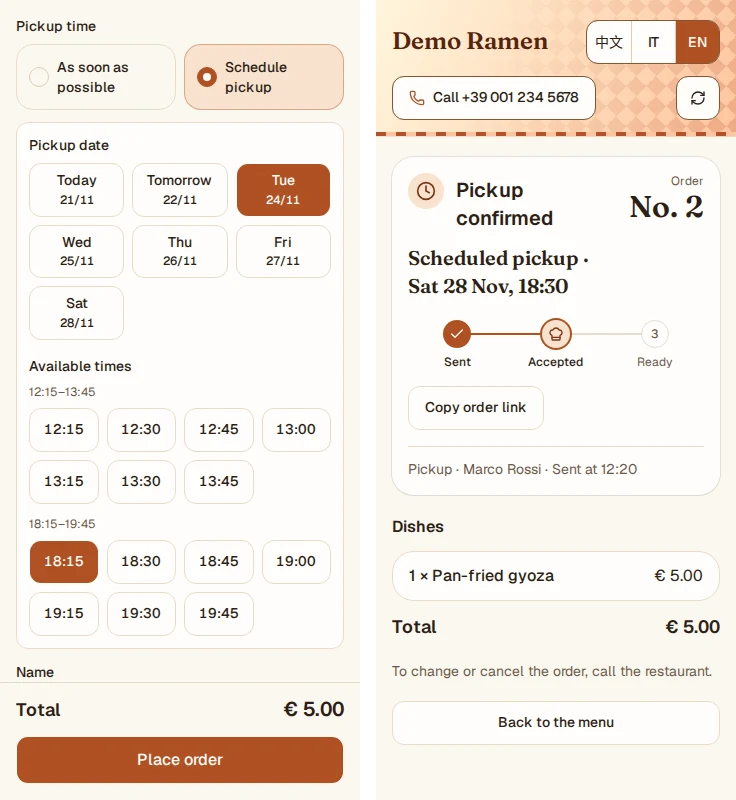 Pickup time
As soon as
possible
Schedule
pickup
Pickup date
Today
21/11
Tomorrow
22/11
Tue
24/11
Wed
25/11
Thu
26/11
Fri
27/11
Sat
28/11
Available times
12:15–13:45
12:15 12:30 12:45 13:00
13:15 13:30 13:45
18:15–19:45
18:15 18:30 18:45 19:00
19:15 19:30 19:45
Name
Total € 5.00
Place order
Demo Ramen
中文 IT EN
Call +39 001 234 5678
Pickup
confirmed
Order
No. 2
Scheduled pickup ·
Sat 28 Nov, 18:30
3
Sent Accepted Ready
Copy order link
Pickup · Marco Rossi · Sent at 12:20
Dishes
1 × Pan-fried gyoza € 5.00
Total € 5.00
To change or cancel the order, call the restaurant.
Back to the menu